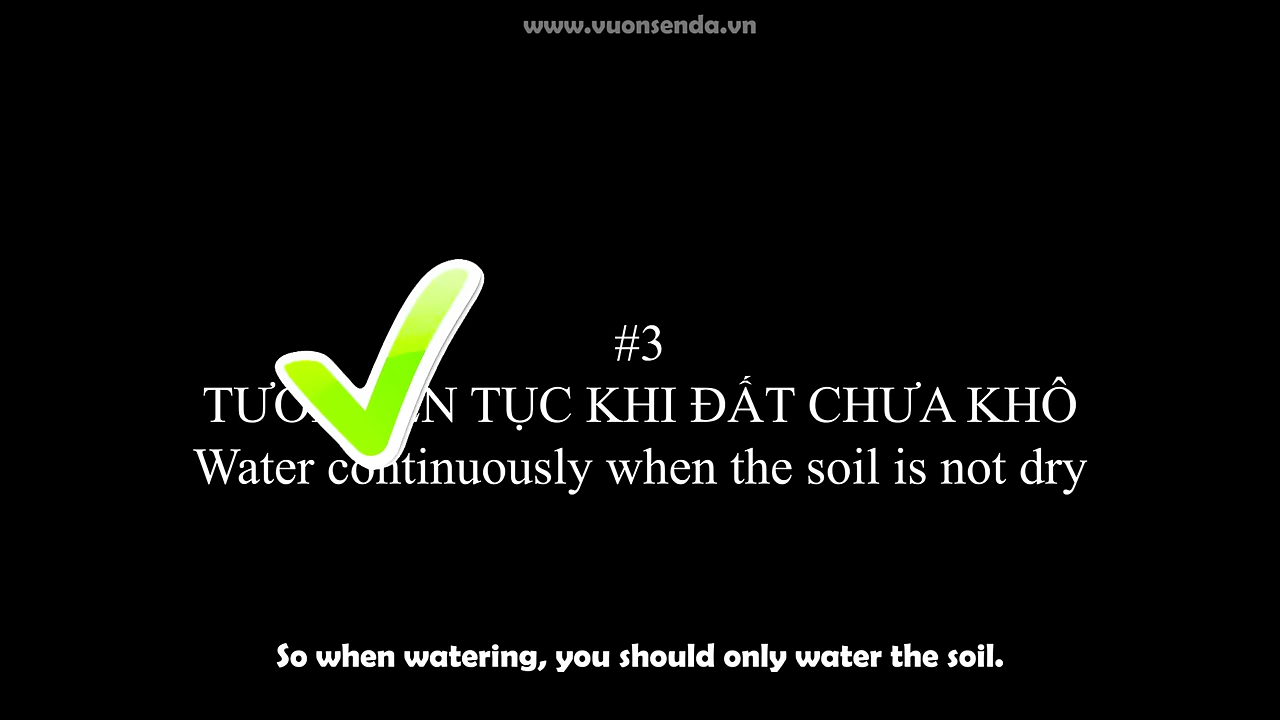 www.vuonsenda.vn
#3
TỤC KHI ĐẤT CHƯA KHÔ
Water continuously when the soil is not dry
So when watering, you should only water the soil.